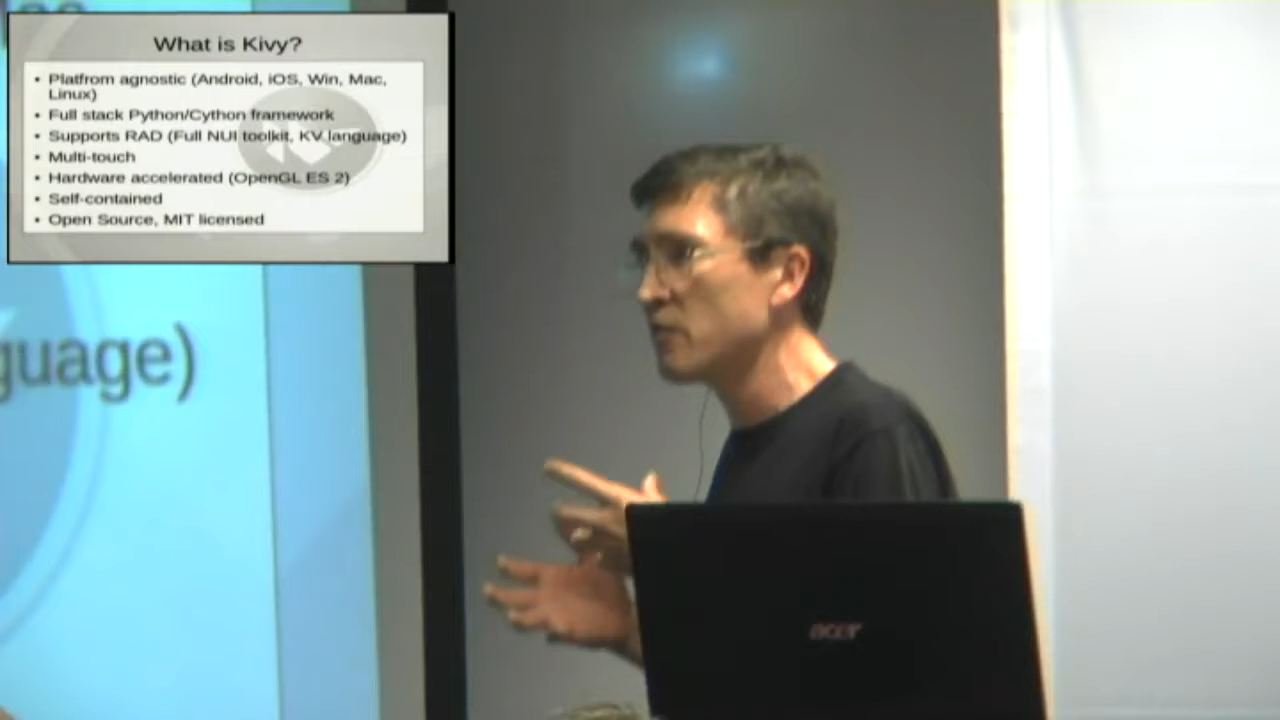 What is Kivy?
• Platfrom agnostic (Android, iOS, Win, Mac,
Linux)
• Full stack Python/Cython framework
• Supports RAD (Full NUI toolkit, KV language)
• Multi-touch
• Hardware accelerated (OpenGL ES 2)
• Self-contained
• Open Source, MIT licensed
guage)
acer